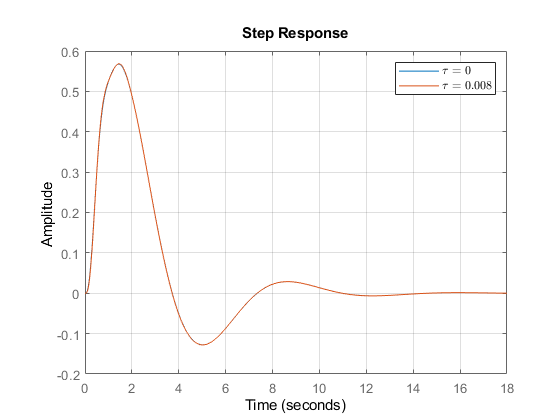 Step Response
τ = 0
τ = 0.008
Amplitude
0.6
0.5
0.4
0.3
0.2
0.1
0
-0.1
-0.2
0 2 4 6 8 10 12 14 16 18
Time (seconds)